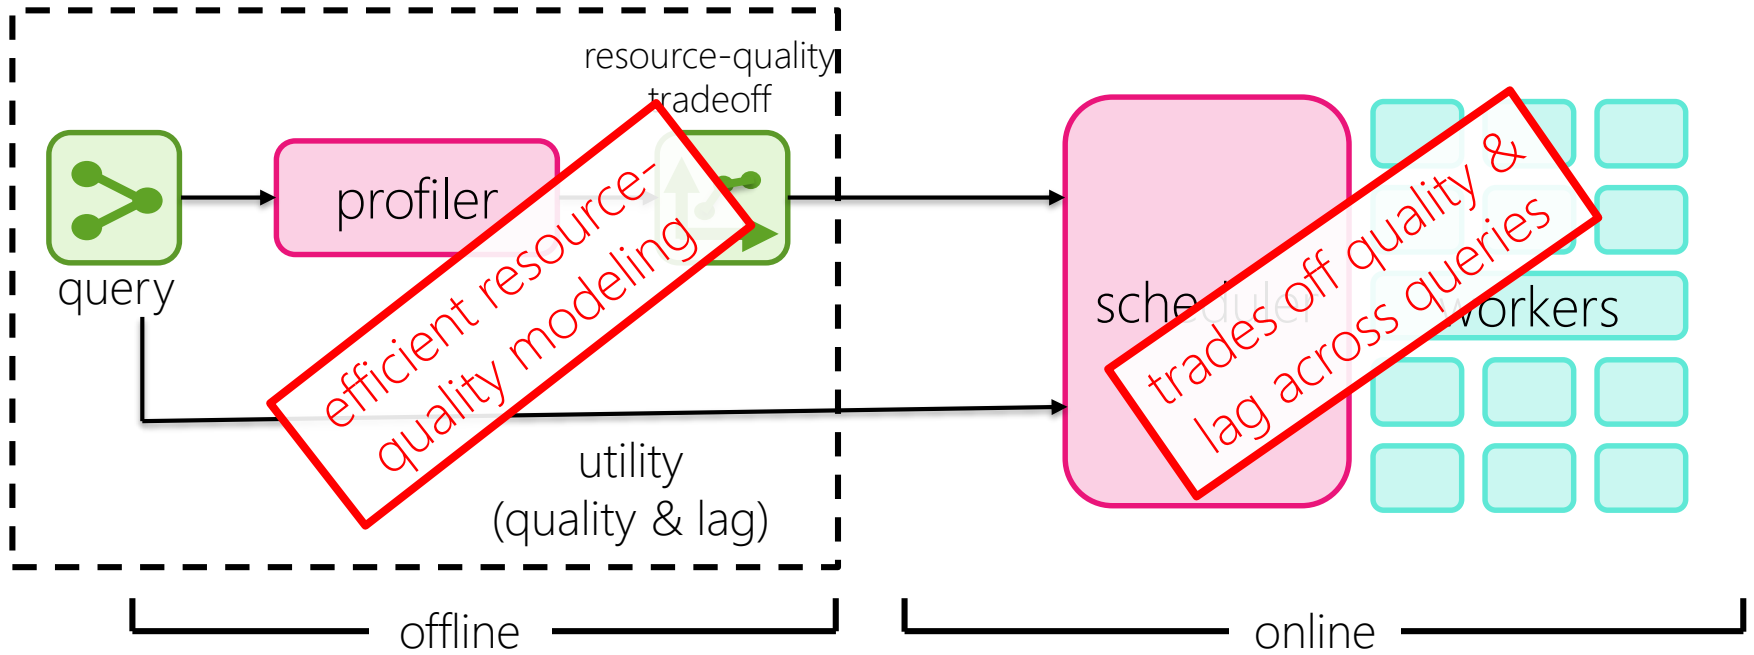 resource-quality
tradeoff
profiler
query
efficient resource-
quality modeling
utility
(quality & lag)
scheduler
workers
trades off quality &
lag across queries
offline
online